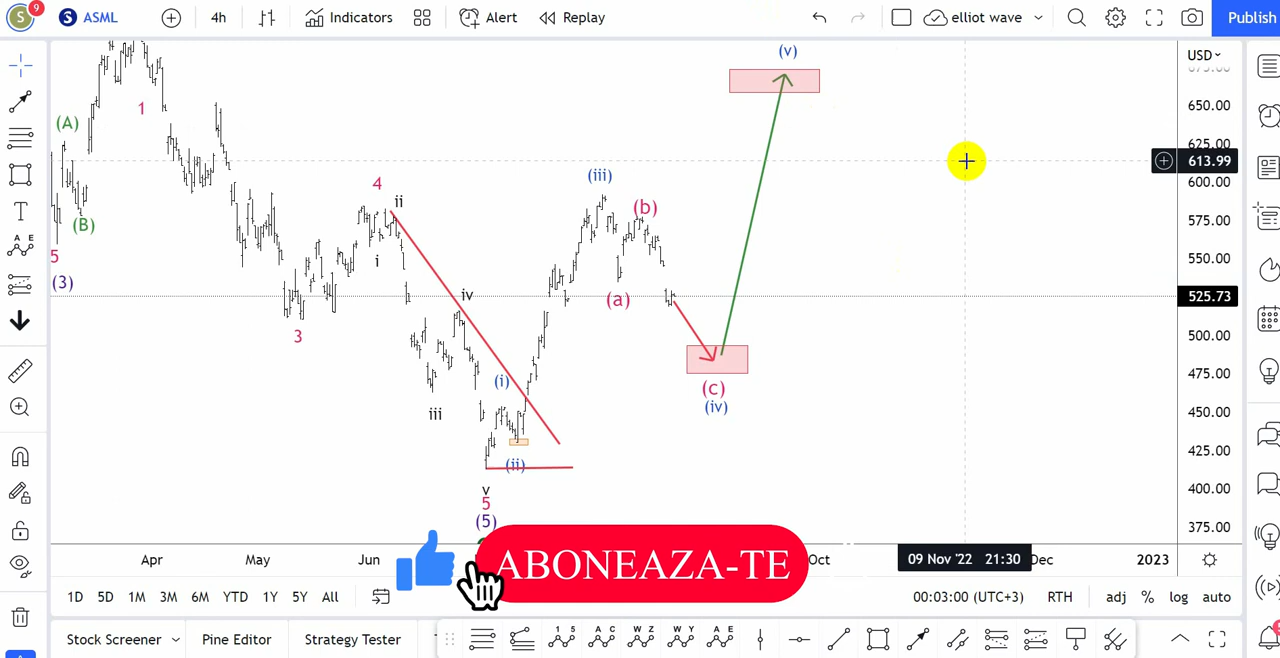 S 9 S ASML 4h Indicators Alert Replay elliot wave Publish
USD
(v)
650.00
1
(A)
625.00
613.99
600.00
4
(iii)
ii
(b)
575.00
(B)
5
i
550.00
(3)
iv
(a)
525.73
3
500.00
475.00
(i)
(c)
(iv)
iii
450.00
425.00
(ii)
400.00
v
5
(5)
375.00
Apr May Jun Oct 09 Nov '22 21:30 Dec 2023
ABONEAZA-TE
1D 5D 1M 3M 6M YTD 1Y 5Y All 00:03:00 (UTC+3) RTH adj % log auto
Stock Screener Pine Editor Strategy Tester